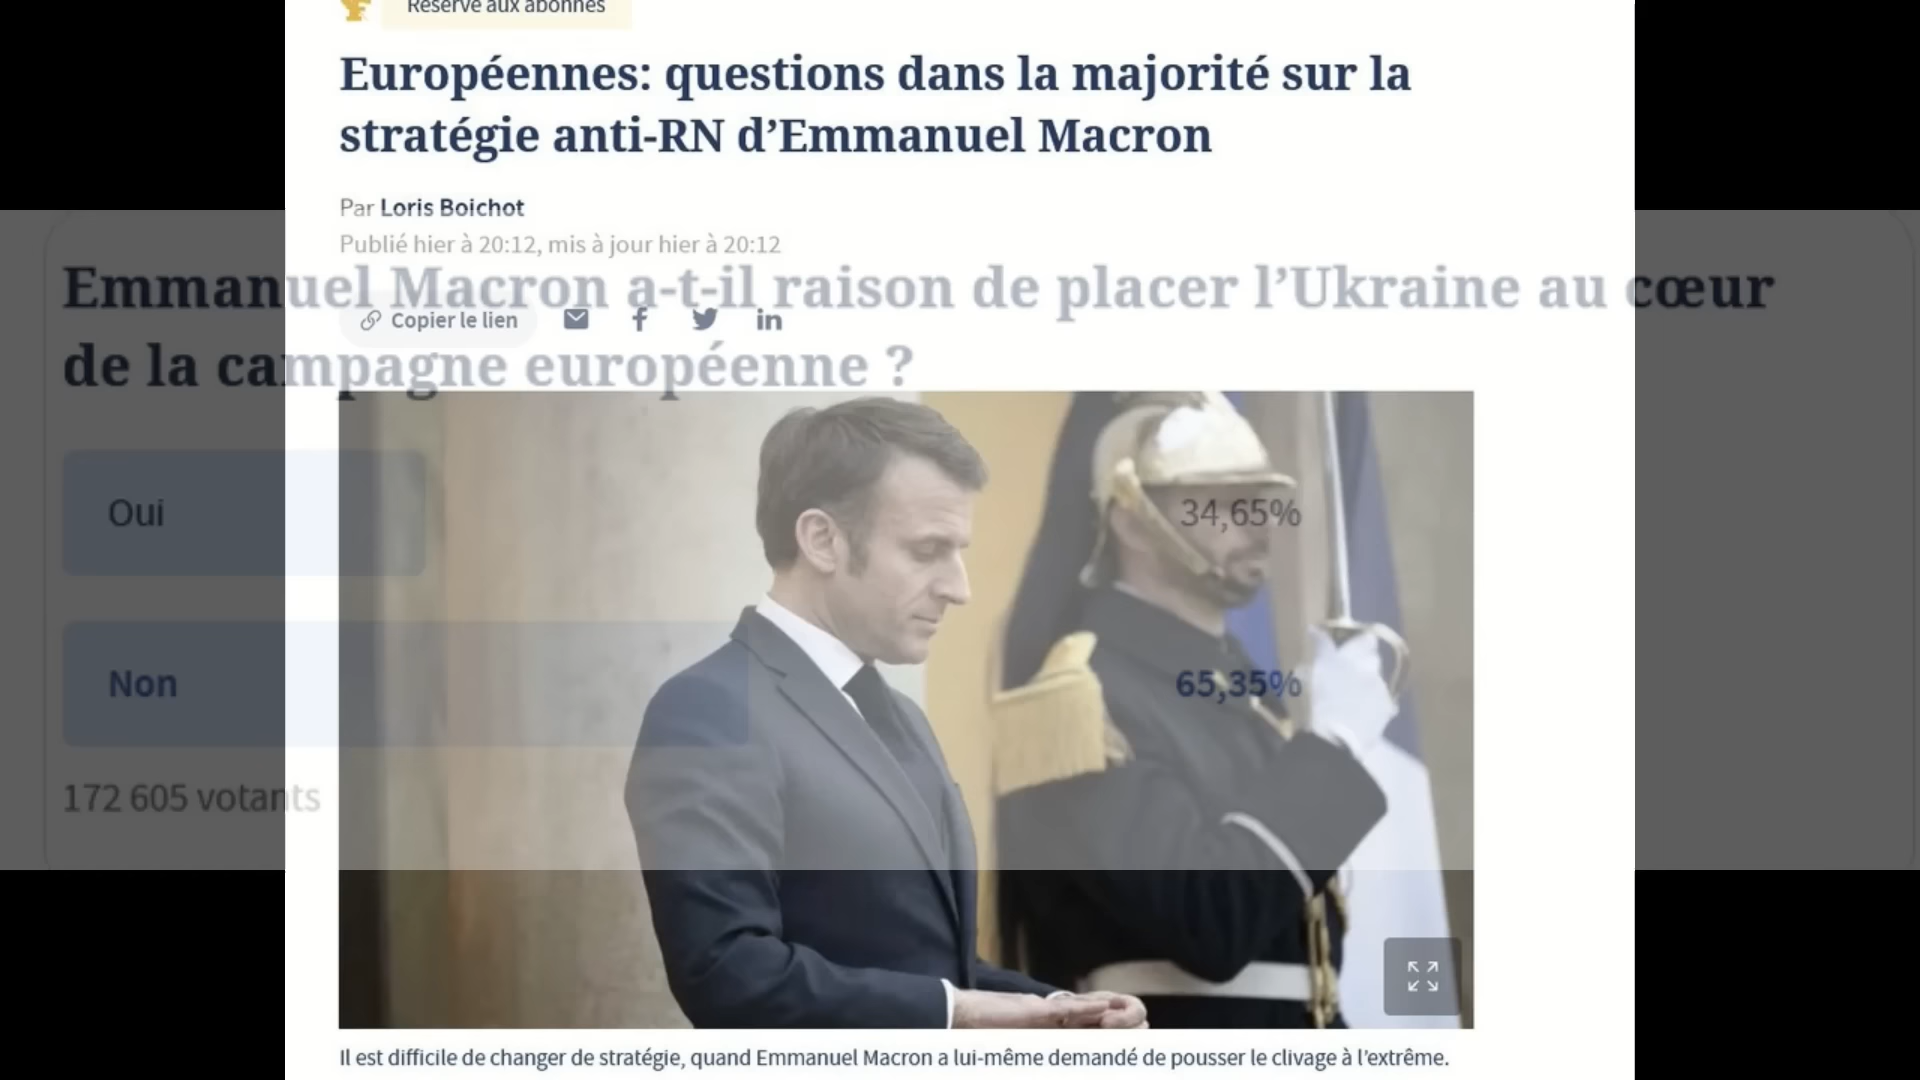 Réservé aux abonnés
Européennes: questions dans la majorité sur la
stratégie anti-RN d’Emmanuel Macron
Par Loris Boichot
Publié hier à 20:12, mis à jour hier à 20:12
Emmanuel Macron a-t-il raison de placer l’Ukraine au cœur
Copier le lien
de la campagne européenne ?
Oui
34,65%
Non
65,35%
172 605 votants
Il est difficile de changer de stratégie, quand Emmanuel Macron a lui-même demandé de pousser le clivage à l’extrême.